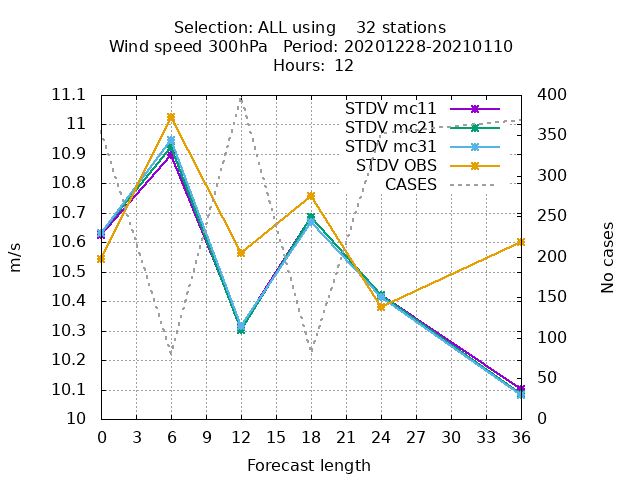 Selection: ALL using    32 stations
Wind speed 300hPa   Period: 20201228-20210110
Hours:  12
STDV mc11
STDV mc21
STDV mc31
STDV OBS
CASES
11.1
11
10.9
10.8
10.7
10.6
10.5
10.4
10.3
10.2
10.1
10
m/s
400
350
300
250
200
150
100
50
0
No cases
0 3 6 9 12 15 18 21 24 27 30 33 36
Forecast length